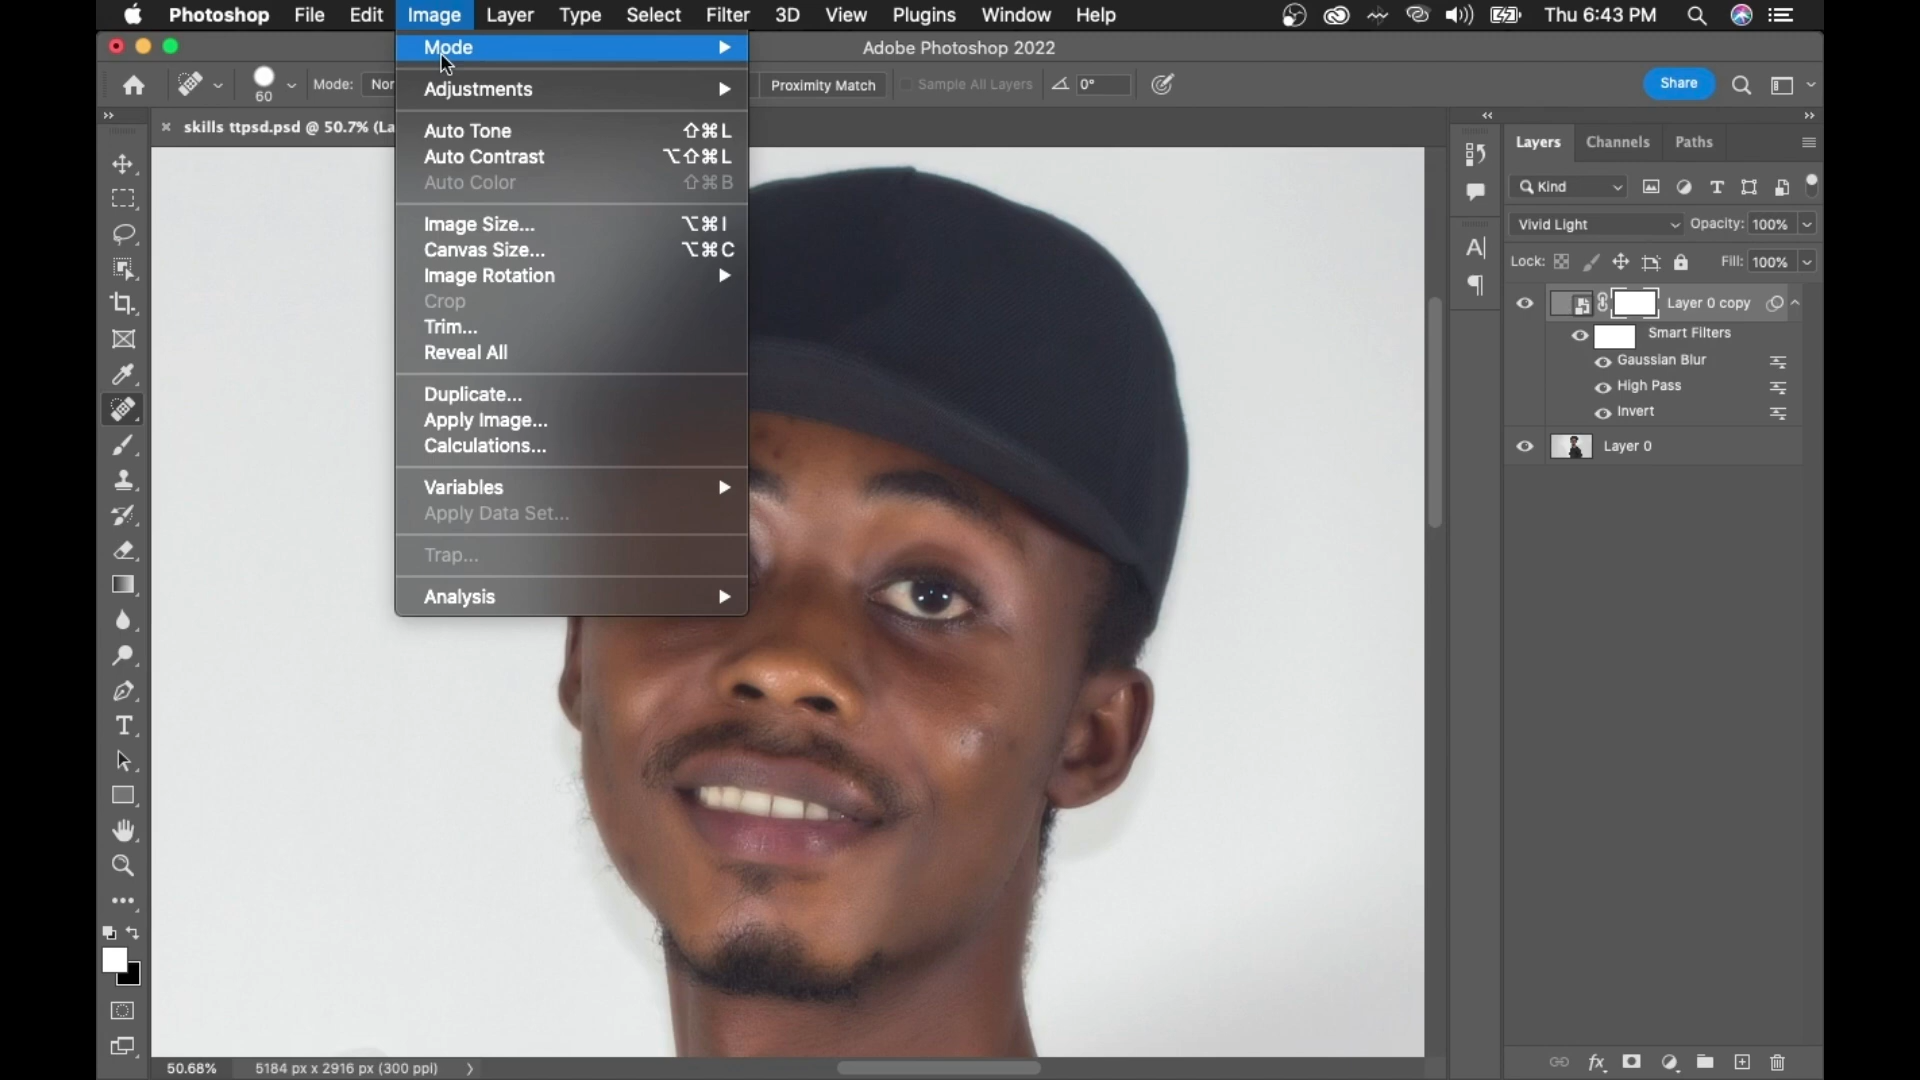 Photoshop File Edit Image Layer Type Select Filter 3D View Plugins Window Help Thu 6:43 PM
Adobe Photoshop 2022
60 Mode: Nor Proximity Match Sample All Layers 0° Share
skills ttpsd.psd @ 50.7% (La
Mode
Adjustments
Auto Tone ⇧⌘L
Auto Contrast ⌥⇧⌘L
Auto Color ⇧⌘B
Image Size... ⌥⌘I
Canvas Size... ⌥⌘C
Image Rotation
Crop
Trim...
Reveal All
Duplicate...
Apply Image...
Calculations...
Variables
Apply Data Set...
Trap...
Analysis
Layers Channels Paths
Kind
Vivid Light Opacity: 100%
Lock: Fill: 100%
Layer 0 copy
Smart Filters
Gaussian Blur
High Pass
Invert
Layer 0
50.68% 5184 px x 2916 px (300 ppi)